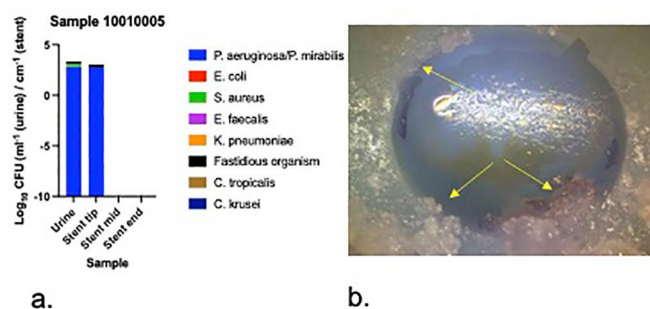 Sample 10010005
Log10 CFU (ml-1 (urine) / cm-1 (stent)
5
0
-5
-10
Urine
Stent tip
Stent mid
Stent end
Sample
P. aeruginosa/P. mirabilis
E. coli
S. aureus
E. faecalis
K. pneumoniae
Fastidious organism
C. tropicalis
C. krusei
a.
b.